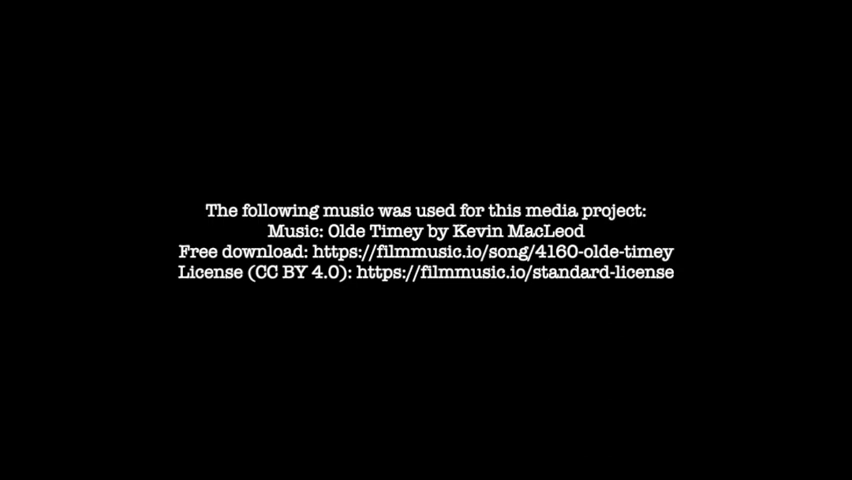 The following music was used for this media project:
Music: Olde Timey by Kevin MacLeod
Free download: https://filmmusic.io/song/4160-olde-timey
License (CC BY 4.0): https://filmmusic.io/standard-license